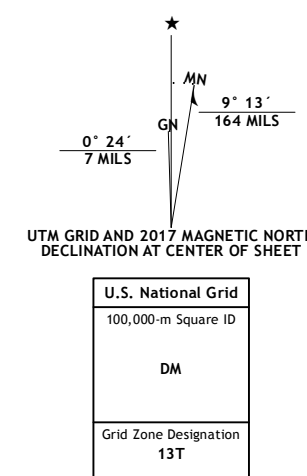 ★
MN
GN
9° 13´
164 MILS
0° 24´
7 MILS
UTM GRID AND 2017 MAGNETIC NORTH
DECLINATION AT CENTER OF SHEET
U.S. National Grid
100,000-m Square ID
DM
Grid Zone Designation
13T